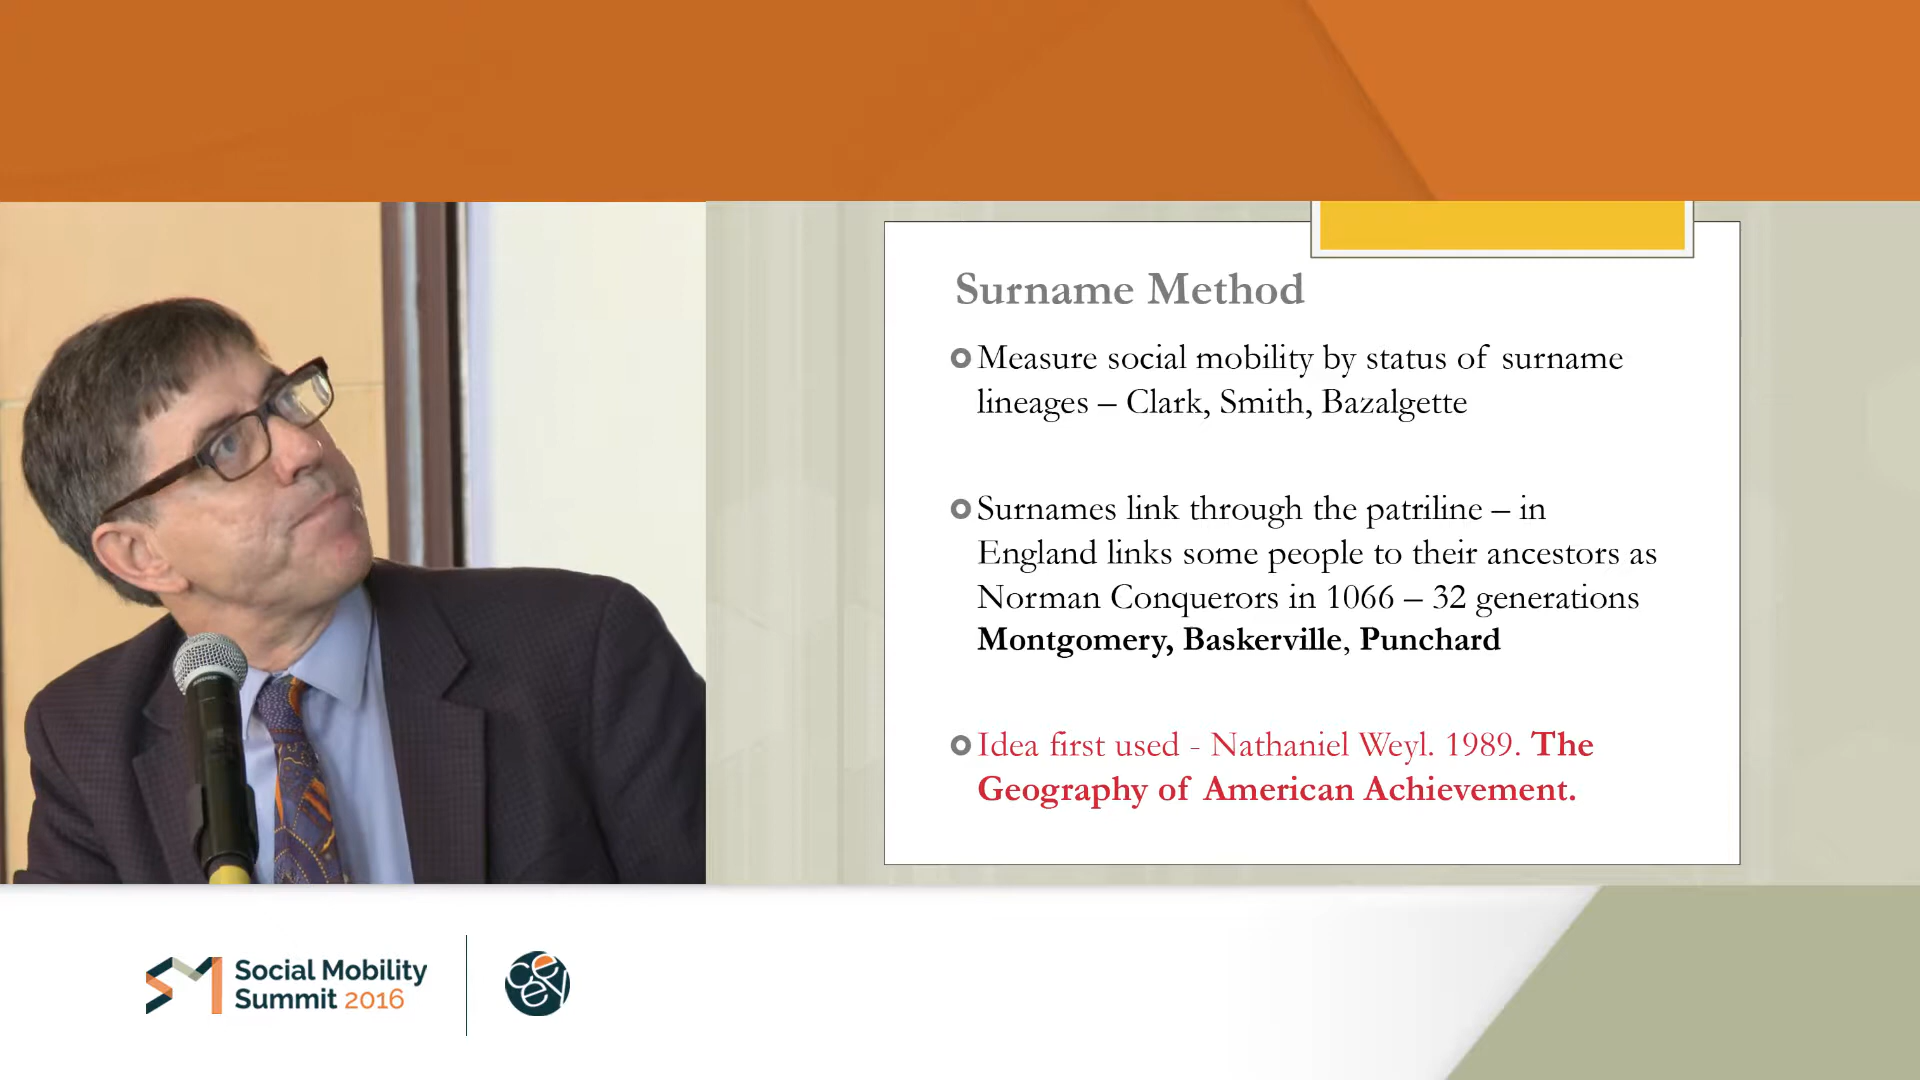 Surname Method
Measure social mobility by status of surname
lineages – Clark, Smith, Bazalgette
Surnames link through the patriline – in
England links some people to their ancestors as
Norman Conquerors in 1066 – 32 generations
Montgomery, Baskerville, Punchard
Idea first used - Nathaniel Weyl. 1989. The
Geography of American Achievement.
SM
Social Mobility
Summit 2016
ceey